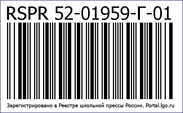 RSPR 52-01959-Г-01
Зарегистрировано в Реестре школьной прессы России. Portal.lgo.ru